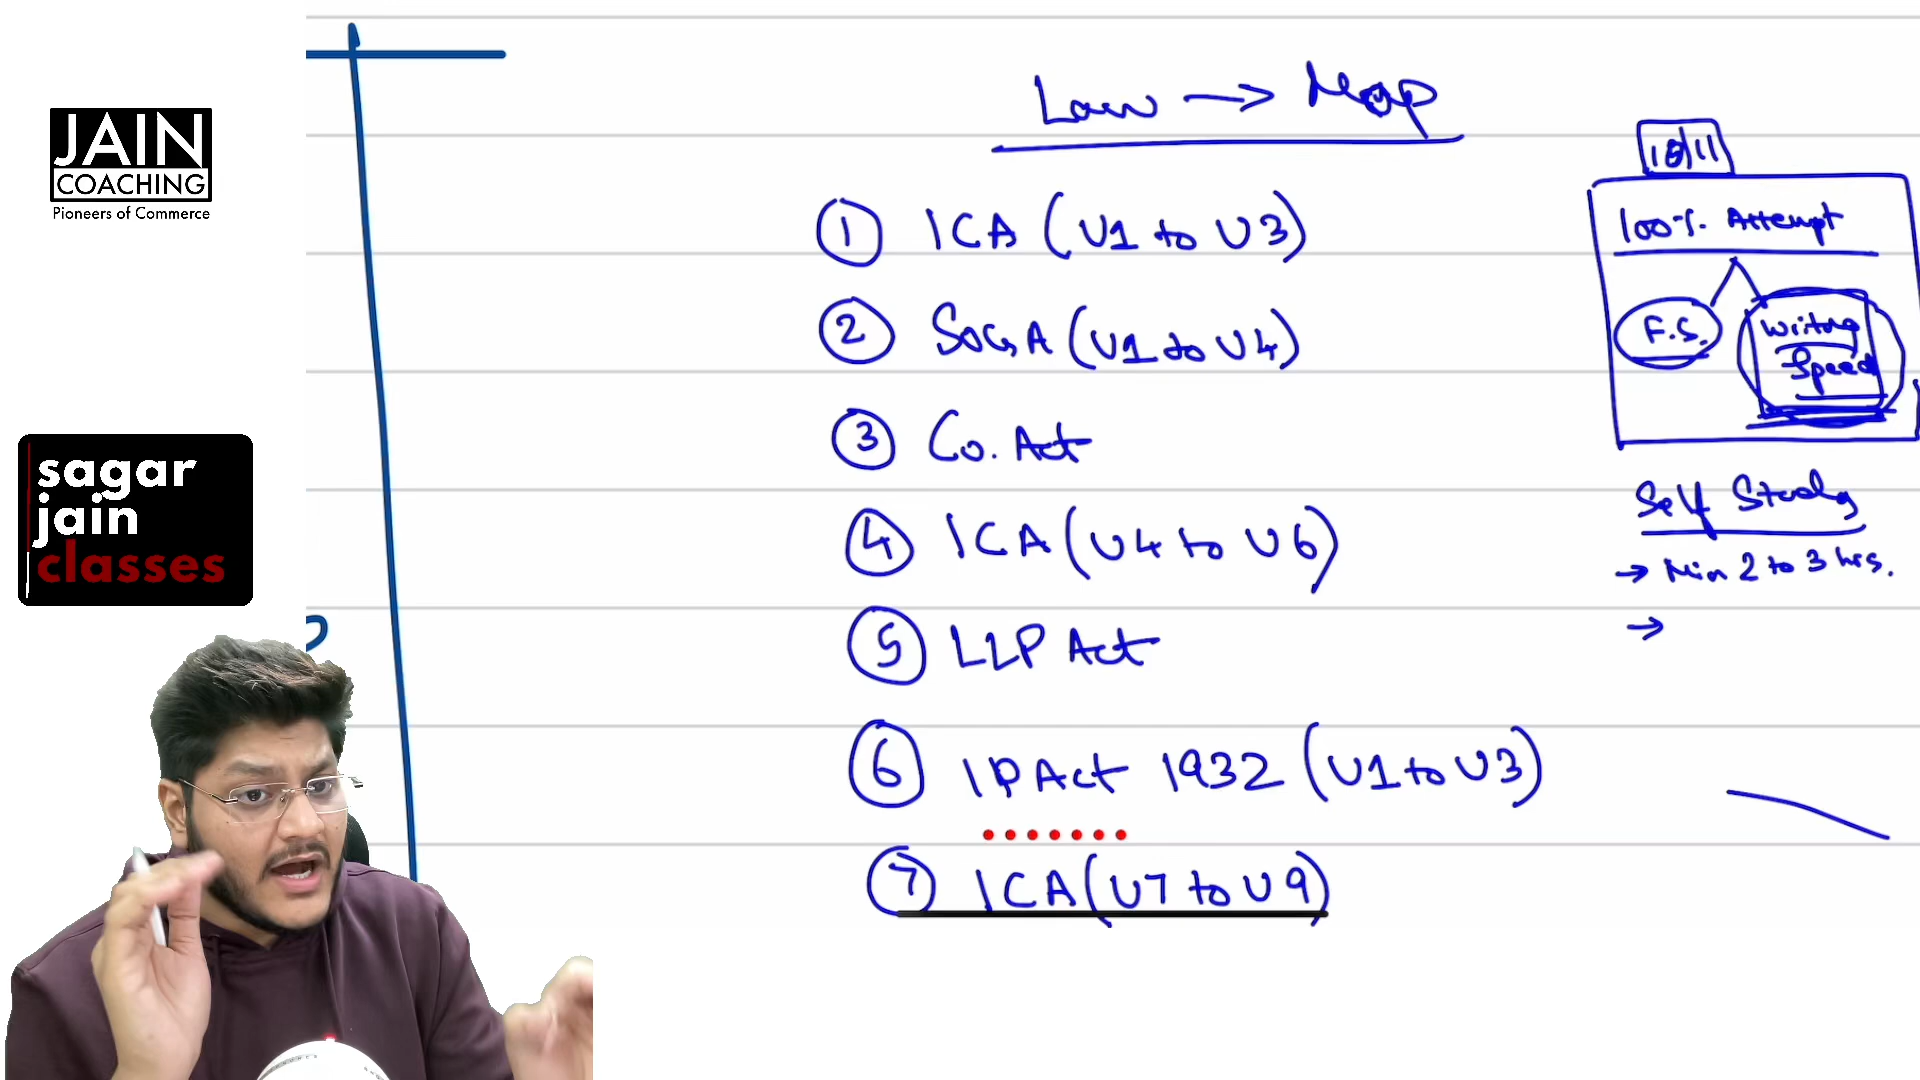 JAIN
COACHING
Pioneers of Commerce
sagar
jain
classes
Law → Map
① ICA (U1 to U3)
② SOGA (U1 to U4)
③ Co. Act
④ ICA (U4 to U6)
⑤ LLP Act
⑥ IP Act 1932 (U1 to U3)
⑦ ICA (U7 to U9)
100% Attempt
F.S.
Writing
Speed
Self Study
→ Min 2 to 3 hrs.
→